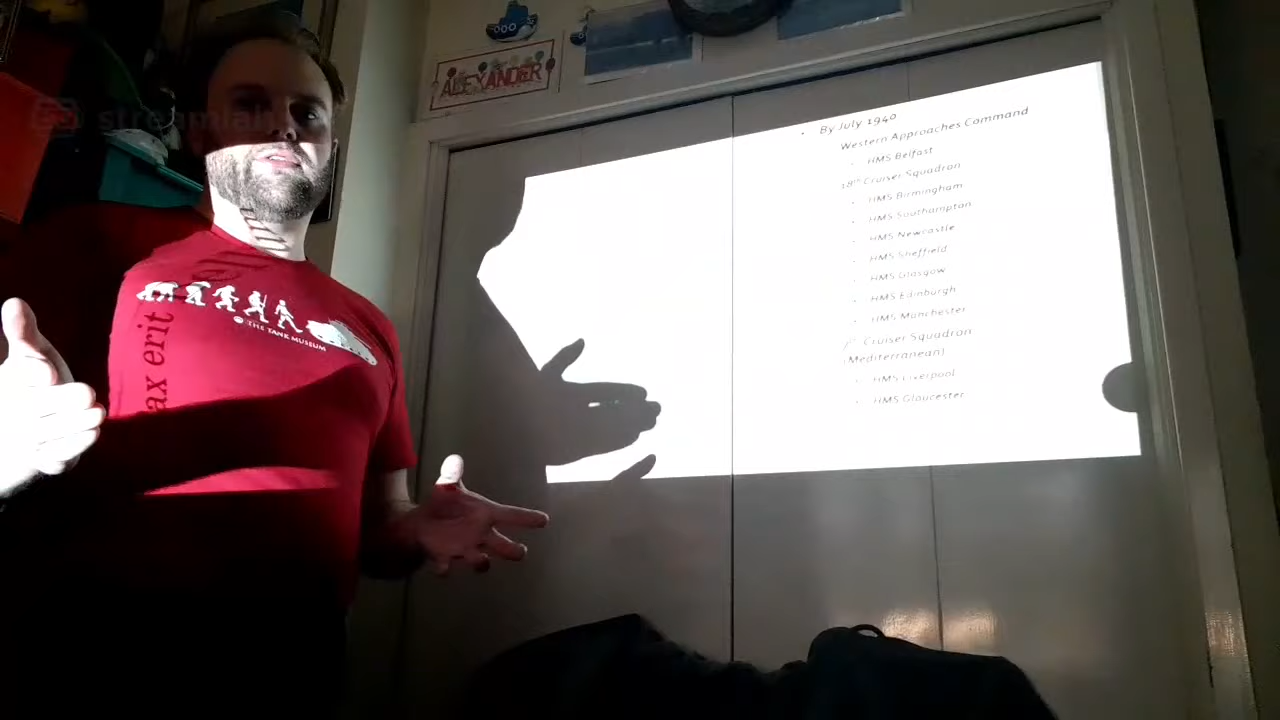 streamlabs
ALEXANDER
By July 1940
Western Approaches Command
HMS Belfast
18th Cruiser Squadron
HMS Birmingham
HMS Southampton
HMS Newcastle
HMS Sheffield
HMS Glasgow
HMS Edinburgh
HMS Manchester
7th Cruiser Squadron
(Mediterranean)
HMS Liverpool
HMS Gloucester
THE TANK MUSEUM
ax erit